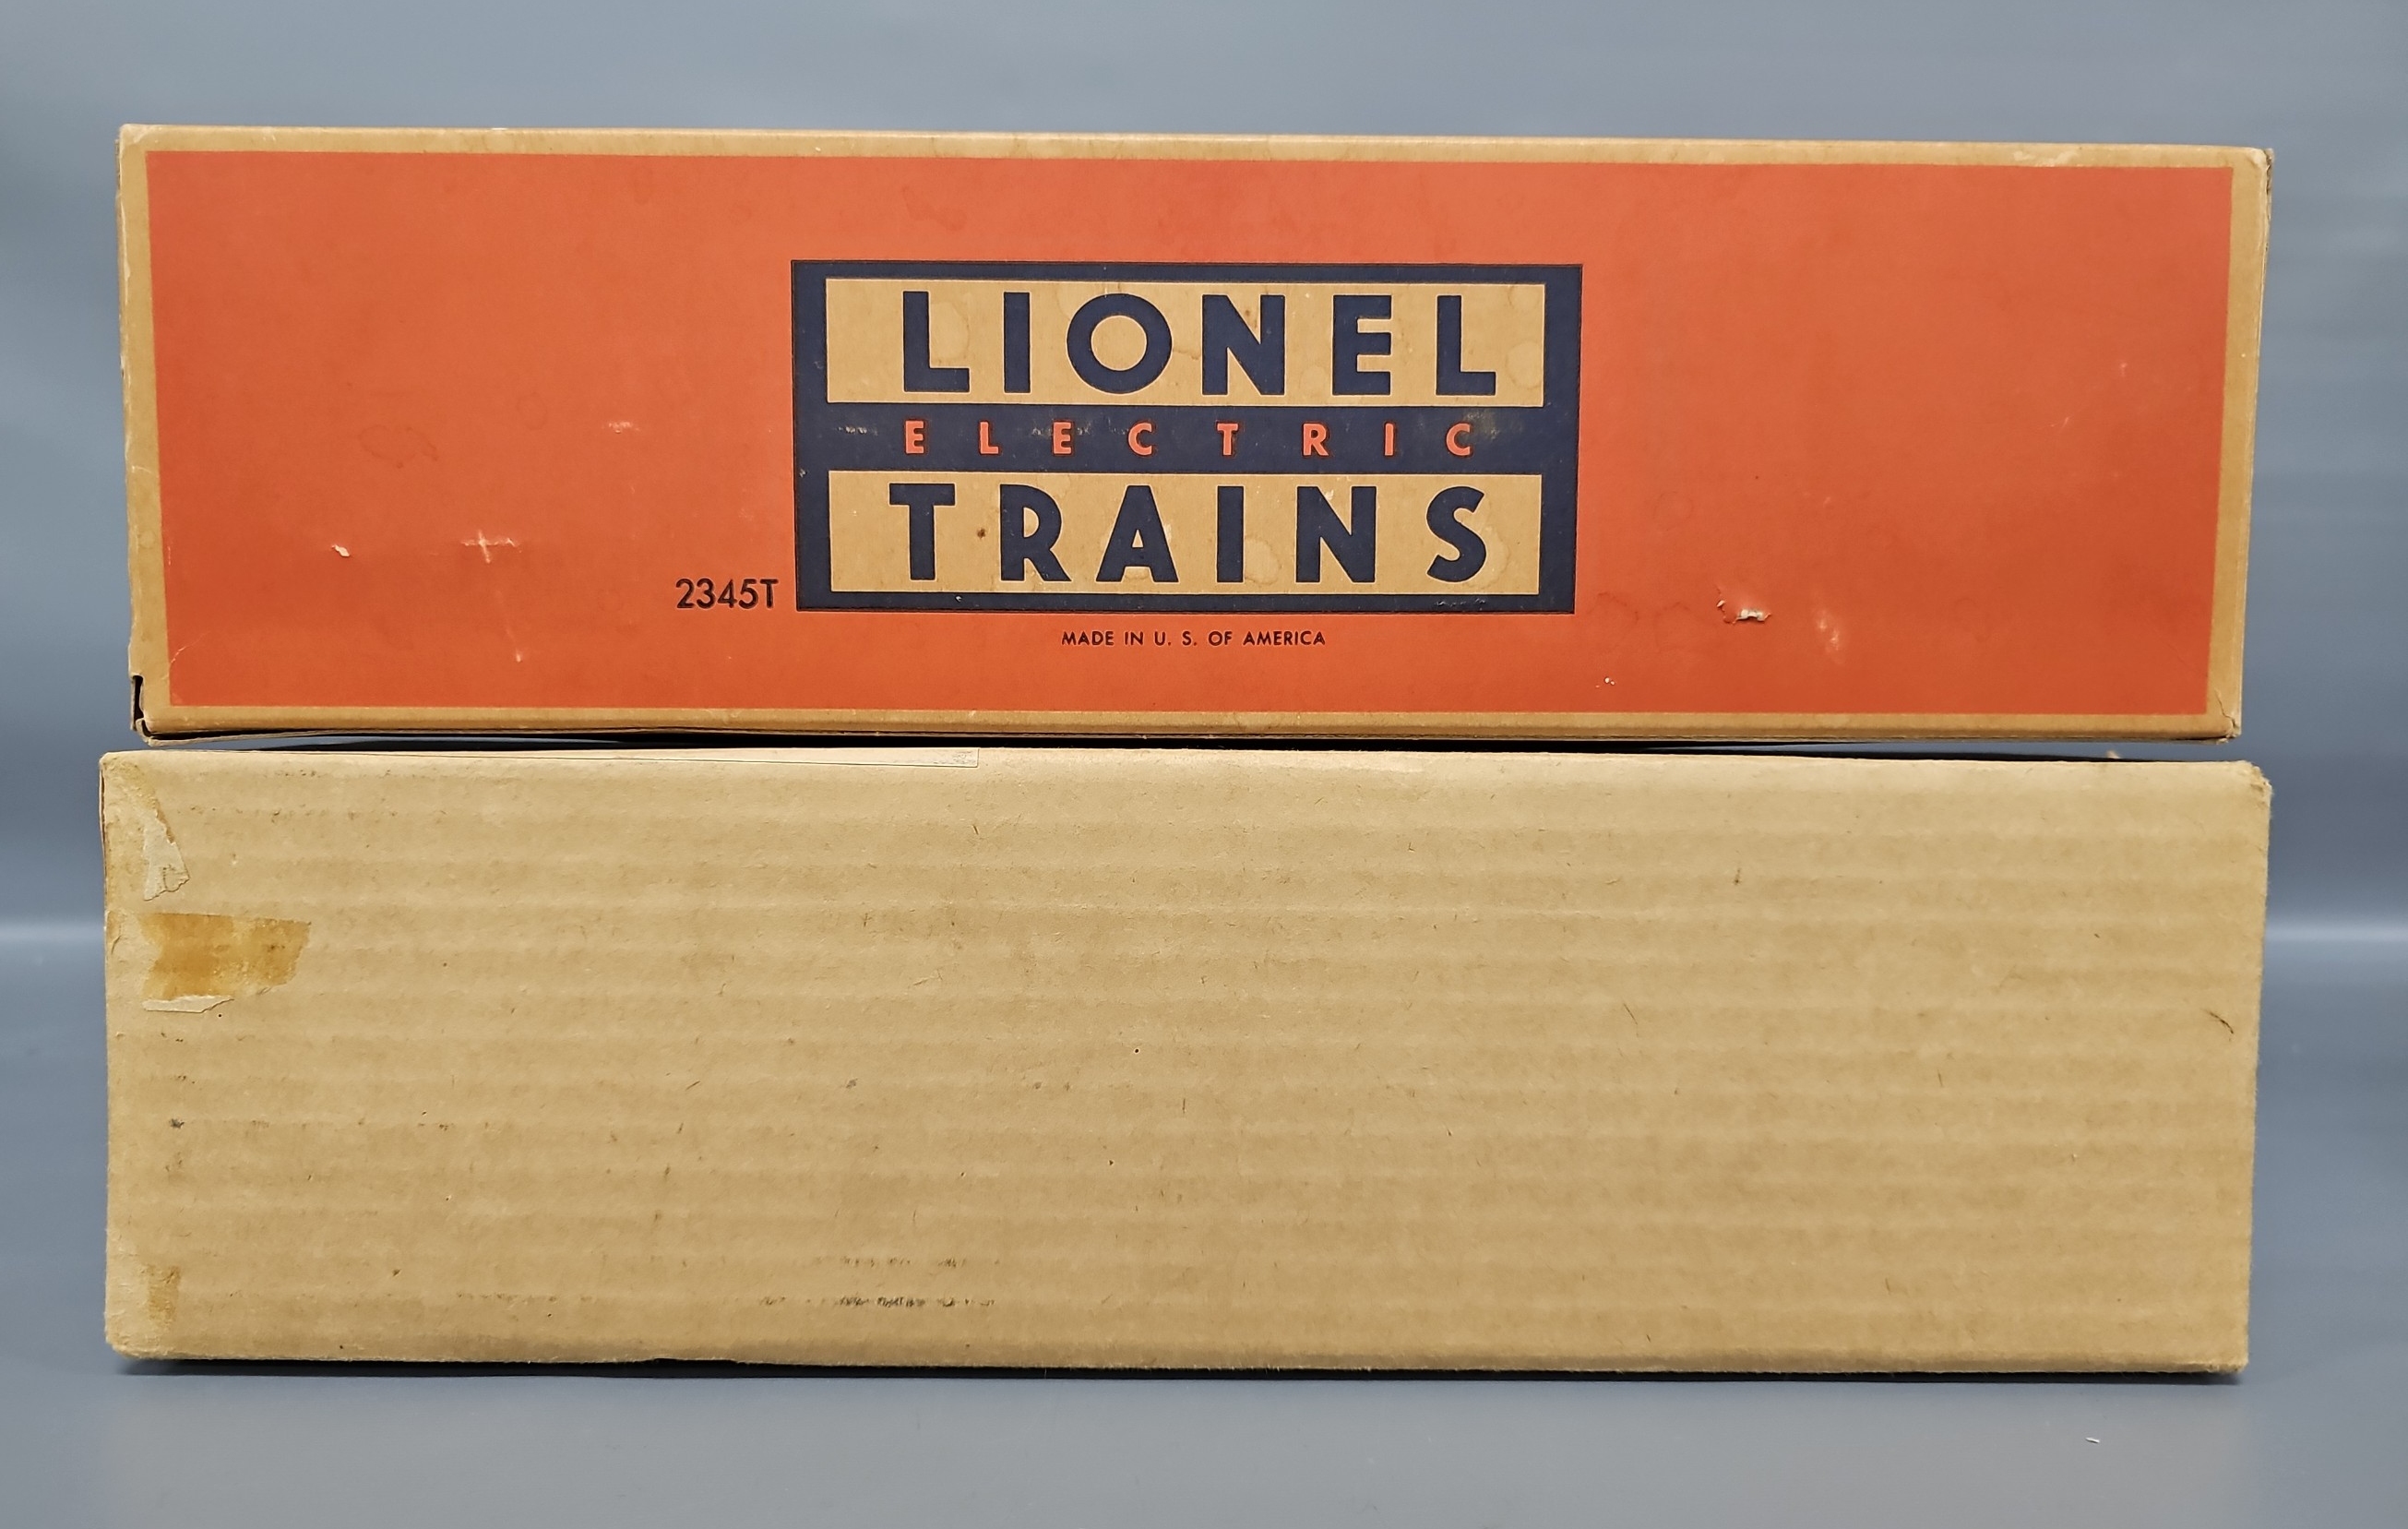 LIONEL
ELECTRIC
TRAINS
2345T
MADE IN U. S. OF AMERICA